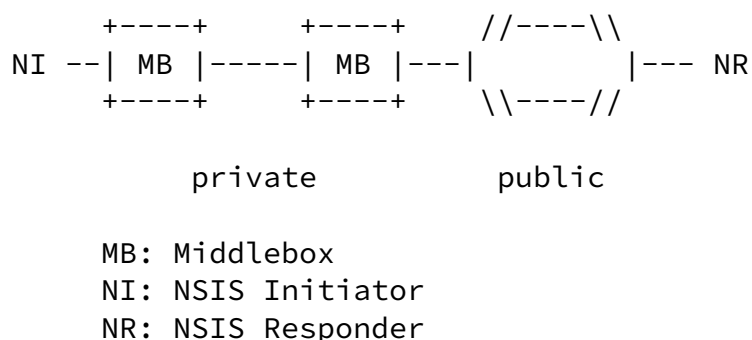 +----+ +----+ //----\\
NI --| MB |-----| MB |---| |--- NR
+----+ +----+ \\----//
private public
MB: Middlebox
NI: NSIS Initiator
NR: NSIS Responder